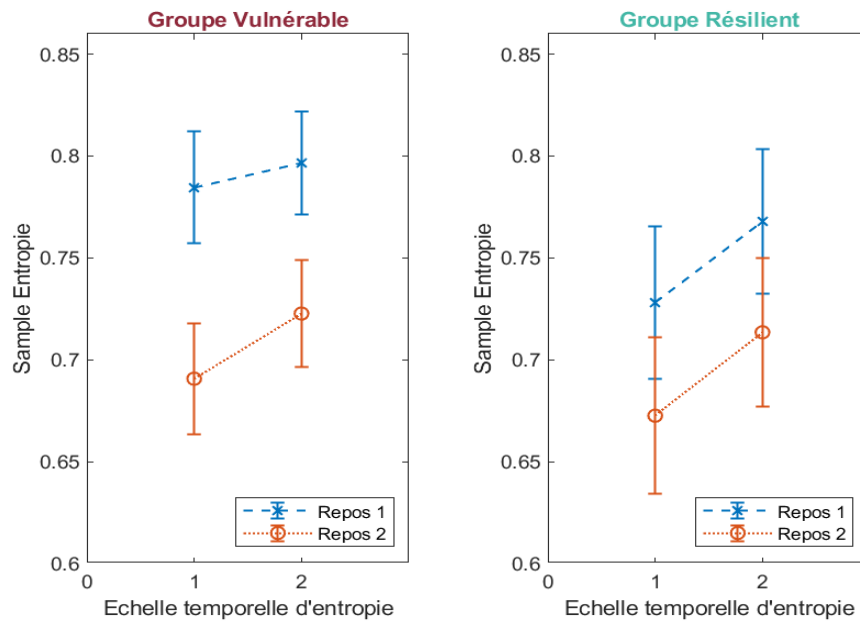 Groupe Vulnérable
0.85
0.8
0.75
0.7
0.65
0.6
0
1
2
Sample Entropie
Echelle temporelle d'entropie
Repos 1
Repos 2
Groupe Résilient
0.85
0.8
0.75
0.7
0.65
0.6
0
1
2
Sample Entropie
Echelle temporelle d'entropie
Repos 1
Repos 2